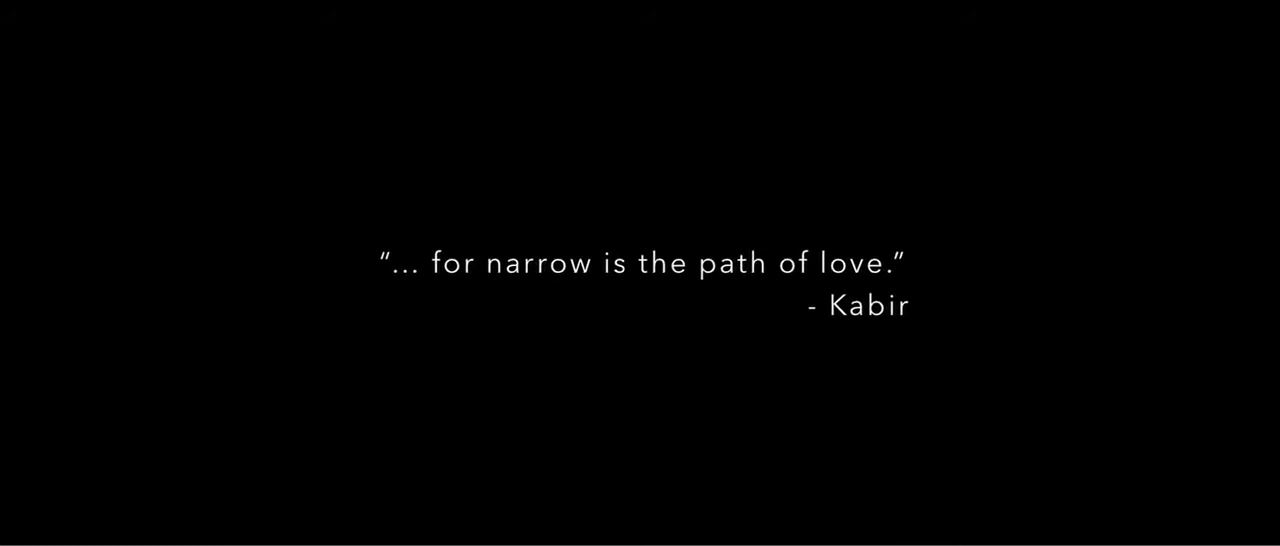 “... for narrow is the path of love.”
- Kabir